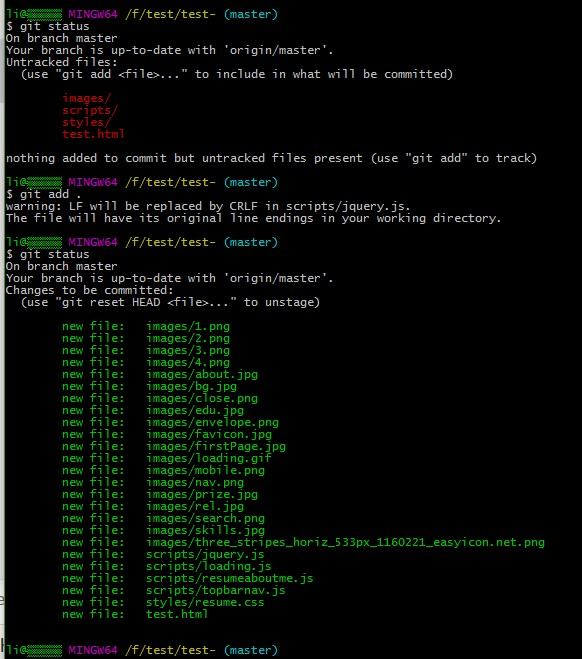 li@▒▒▒▒▒ MINGW64 /f/test/test- (master)
$ git status
On branch master
Your branch is up-to-date with 'origin/master'.
Untracked files:
  (use "git add <file>..." to include in what will be committed)
        images/
        scripts/
        styles/
        test.html
nothing added to commit but untracked files present (use "git add" to track)
li@▒▒▒▒▒ MINGW64 /f/test/test- (master)
$ git add .
warning: LF will be replaced by CRLF in scripts/jquery.js.
The file will have its original line endings in your working directory.
li@▒▒▒▒▒ MINGW64 /f/test/test- (master)
$ git status
On branch master
Your branch is up-to-date with 'origin/master'.
Changes to be committed:
  (use "git reset HEAD <file>..." to unstage)
        new file:   images/1.png
        new file:   images/2.png
        new file:   images/3.png
        new file:   images/4.png
        new file:   images/about.jpg
        new file:   images/bg.jpg
        new file:   images/close.png
        new file:   images/edu.jpg
        new file:   images/envelope.png
        new file:   images/favicon.jpg
        new file:   images/firstPage.jpg
        new file:   images/loading.gif
        new file:   images/mobile.png
        new file:   images/nav.png
        new file:   images/prize.jpg
        new file:   images/rel.jpg
        new file:   images/search.png
        new file:   images/skills.jpg
        new file:   images/three_stripes_horiz_533px_1160221_easyicon.net.png
        new file:   scripts/jquery.js
        new file:   scripts/loading.js
        new file:   scripts/resumeaboutme.js
        new file:   scripts/topbarnav.js
        new file:   styles/resume.css
        new file:   test.html
li@▒▒▒▒▒ MINGW64 /f/test/test- (master)